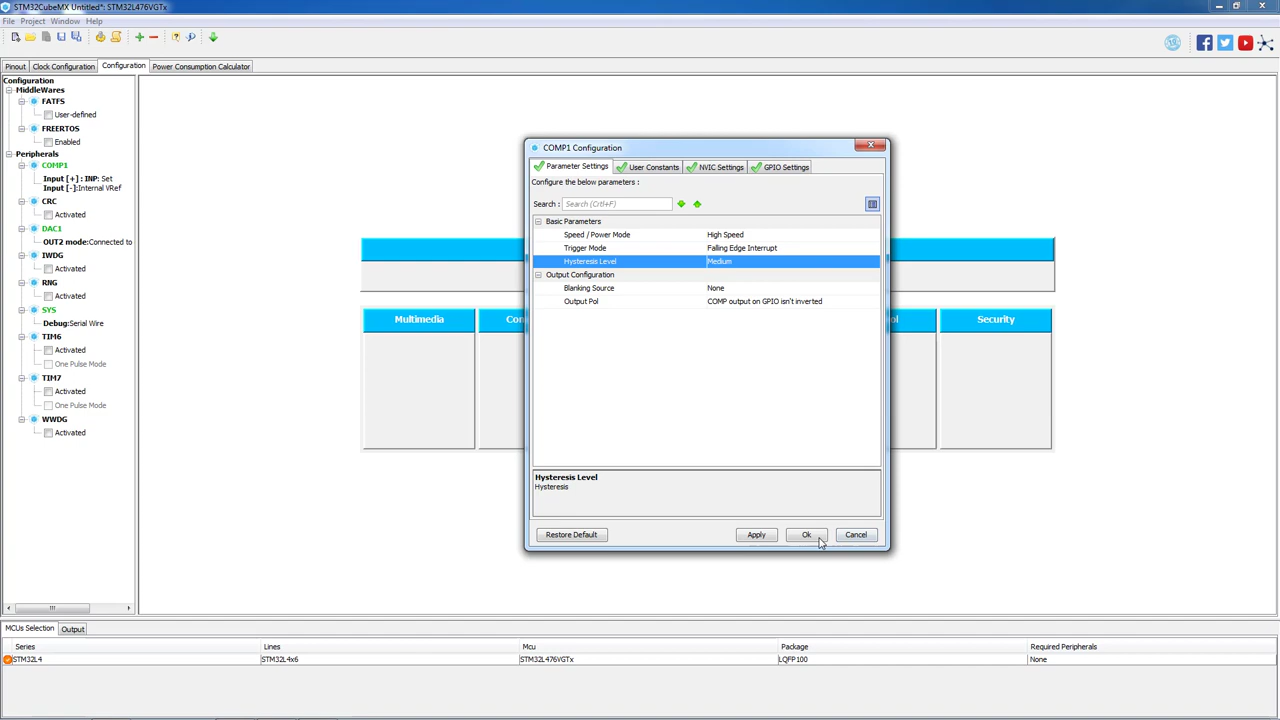 STM32CubeMX Untitled*: STM32L476VGTx
File Project Window Help
Pinout Clock Configuration Configuration Power Consumption Calculator
Configuration
MiddleWares
FATFS
User-defined
FREERTOS
Enabled
Peripherals
COMP1
Input [+] : INP: Set
Input [-]:Internal VRef
CRC
Activated
DAC1
OUT2 mode:Connected to
IWDG
Activated
RNG
Activated
SYS
Debug:Serial Wire
TIM6
Activated
One Pulse Mode
TIM7
Activated
One Pulse Mode
WWDG
Activated
Multimedia
Con
ol
Security
COMP1 Configuration
Parameter Settings User Constants NVIC Settings GPIO Settings
Configure the below parameters :
Search : Search (Crtl+F)
Basic Parameters
Speed / Power Mode High Speed
Trigger Mode Falling Edge Interrupt
Hysteresis Level Medium
Output Configuration
Blanking Source None
Output Pol COMP output on GPIO isn't inverted
Hysteresis Level
Hysteresis
Restore Default Apply Ok Cancel
MCUs Selection Output
Series Lines Mcu Package Required Peripherals
STM32L4 STM32L4x6 STM32L476VGTx LQFP100 None